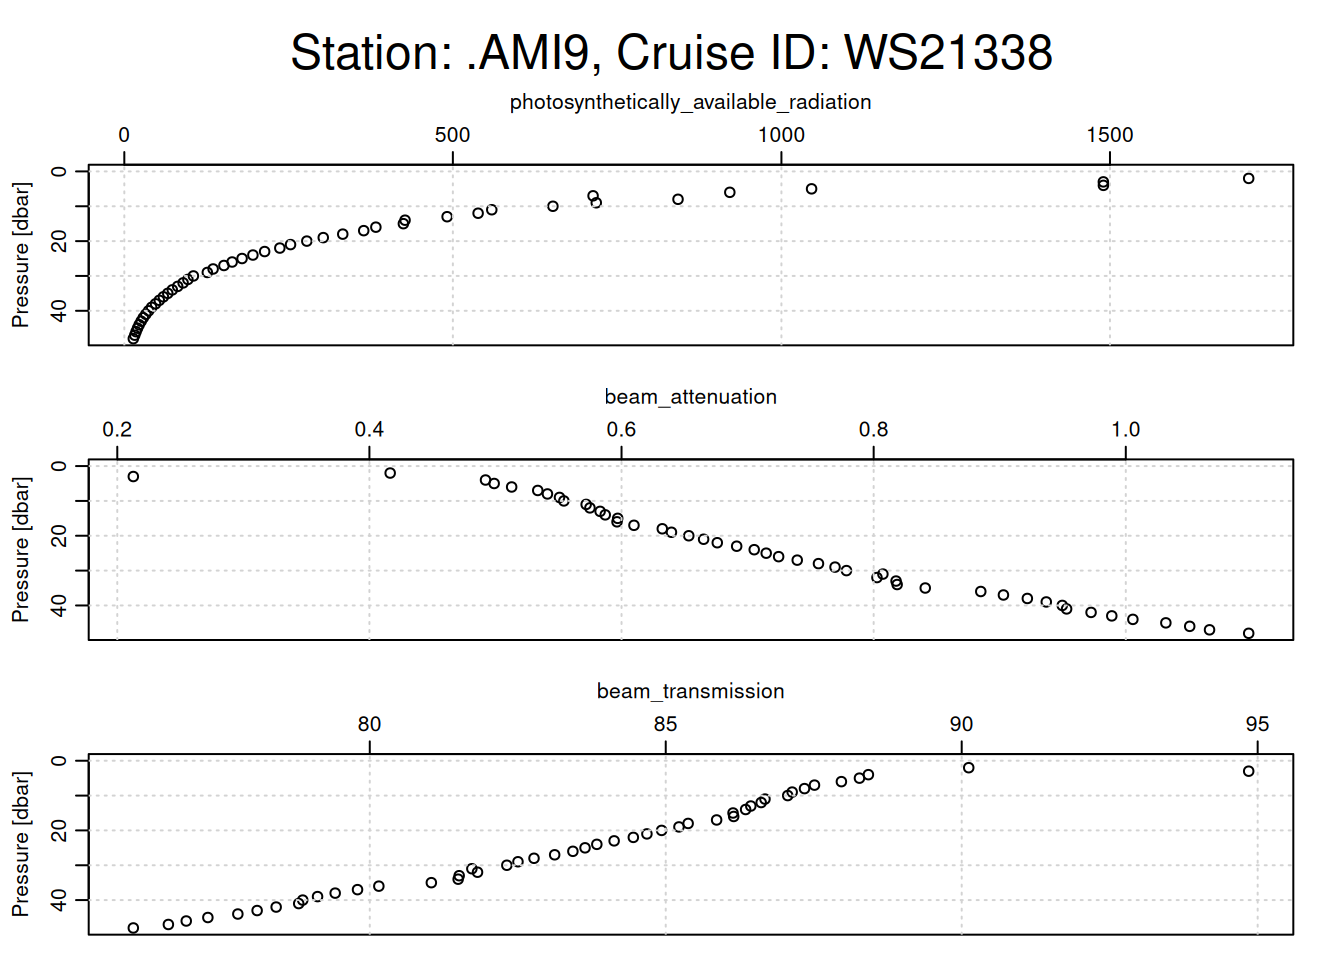 Station: .AMI9, Cruise ID: WS21338
photosynthetically_available_radiation
0 500 1000 1500
Pressure [dbar]
0
20
40
beam_attenuation
0.2 0.4 0.6 0.8 1.0
Pressure [dbar]
0
20
40
beam_transmission
80 85 90 95
Pressure [dbar]
0
20
40